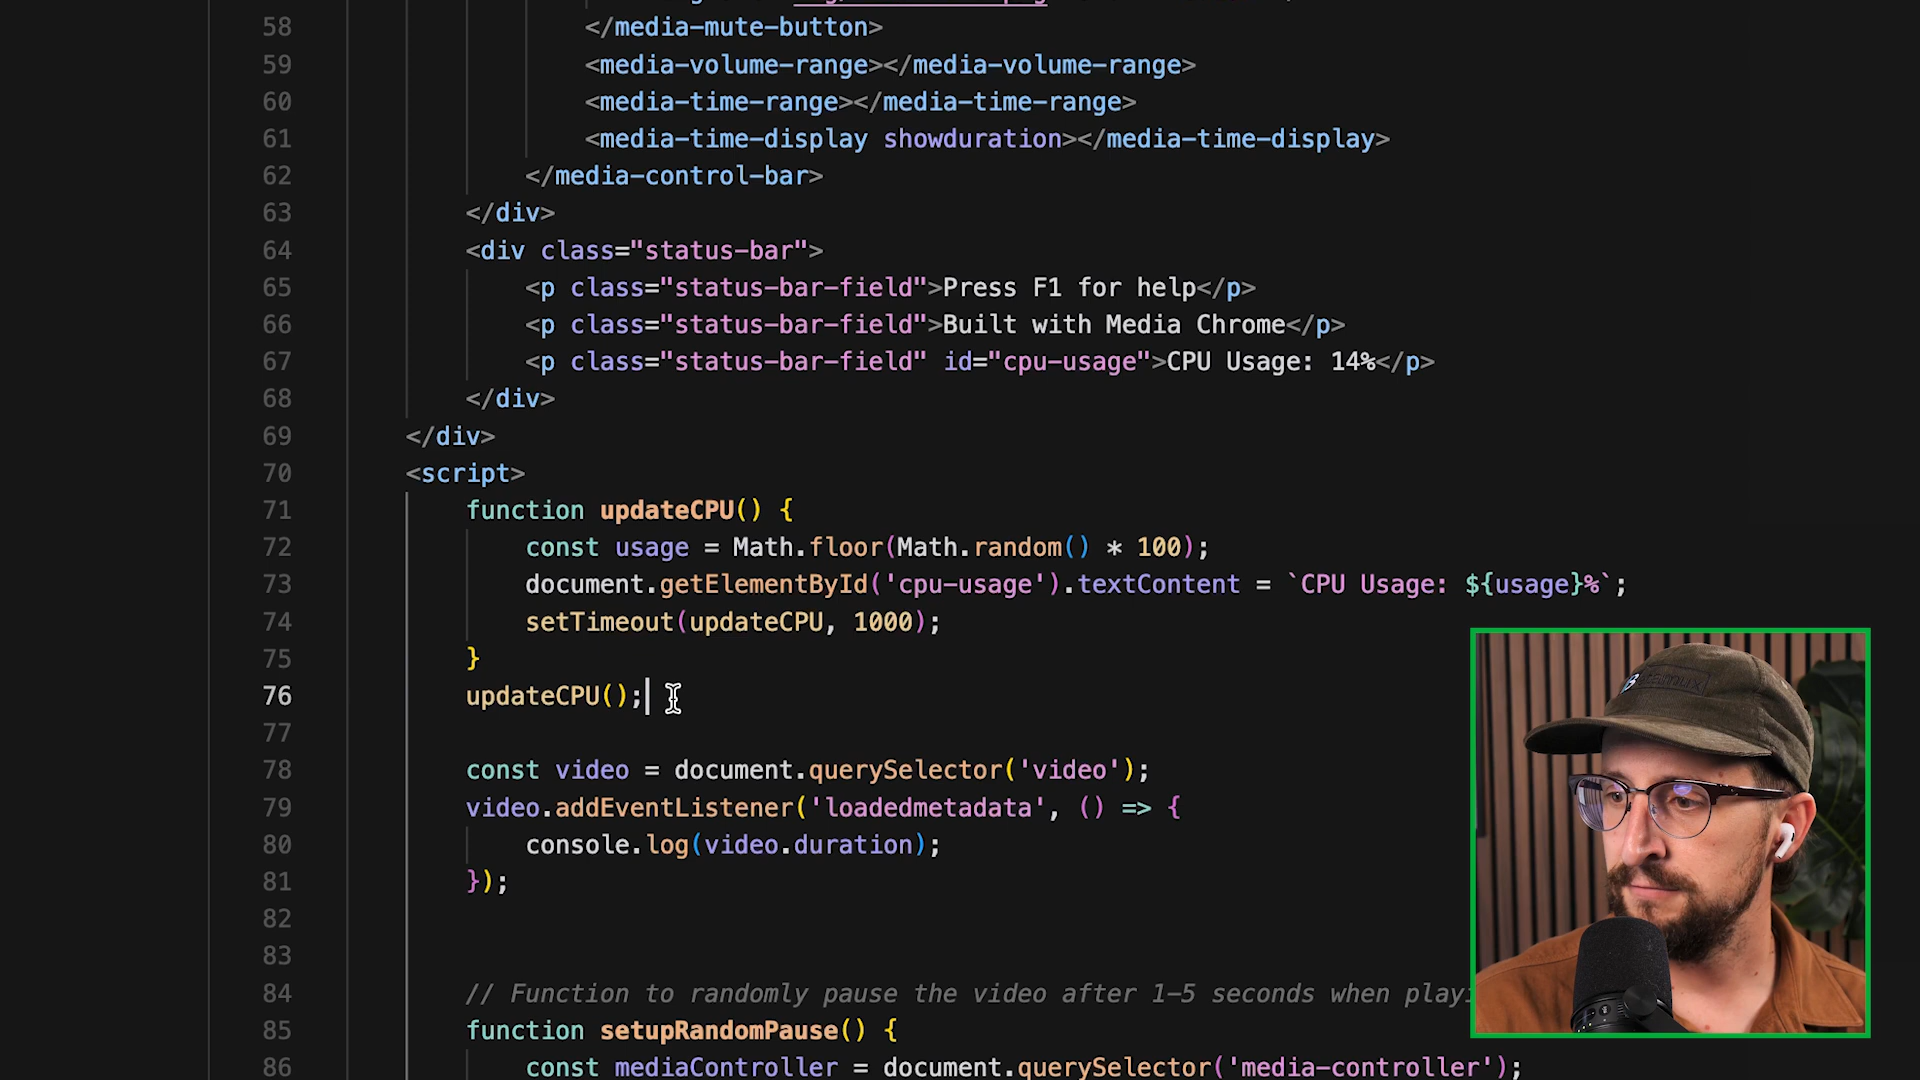 58 </media-mute-button>
59 <media-volume-range></media-volume-range>
60 <media-time-range></media-time-range>
61 <media-time-display showduration></media-time-display>
62 </media-control-bar>
63 </div>
64 <div class="status-bar">
65 <p class="status-bar-field">Press F1 for help</p>
66 <p class="status-bar-field">Built with Media Chrome</p>
67 <p class="status-bar-field" id="cpu-usage">CPU Usage: 14%</p>
68 </div>
69 </div>
70 <script>
71 function updateCPU() {
72 const usage = Math.floor(Math.random() * 100);
73 document.getElementById('cpu-usage').textContent = `CPU Usage: ${usage}%`;
74 setTimeout(updateCPU, 1000);
75 }
76 updateCPU();
77
78 const video = document.querySelector('video');
79 video.addEventListener('loadedmetadata', () => {
80 console.log(video.duration);
81 });
82
83
84 // Function to randomly pause the video after 1-5 seconds when
85 function setupRandomPause() {
86 const mediaController = document.querySelector('media-controller');